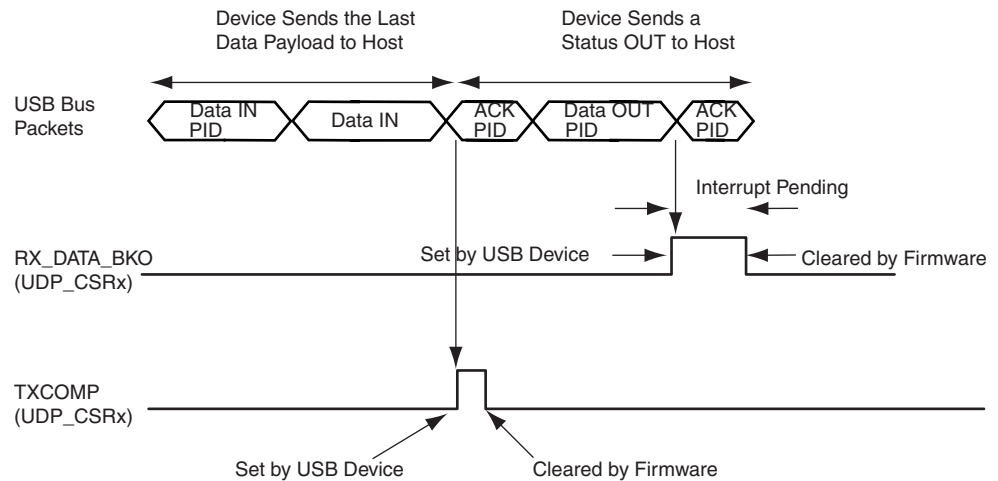 Device Sends the Last
Data Payload to Host
Device Sends a
Status OUT to Host
USB Bus
Packets
Data IN
PID
Data IN
ACK
PID
Data OUT
PID
ACK
PID
Interrupt Pending
RX_DATA_BKO
(UDP_CSRx)
Set by USB Device
Cleared by Firmware
TXCOMP
(UDP_CSRx)
Set by USB Device
Cleared by Firmware